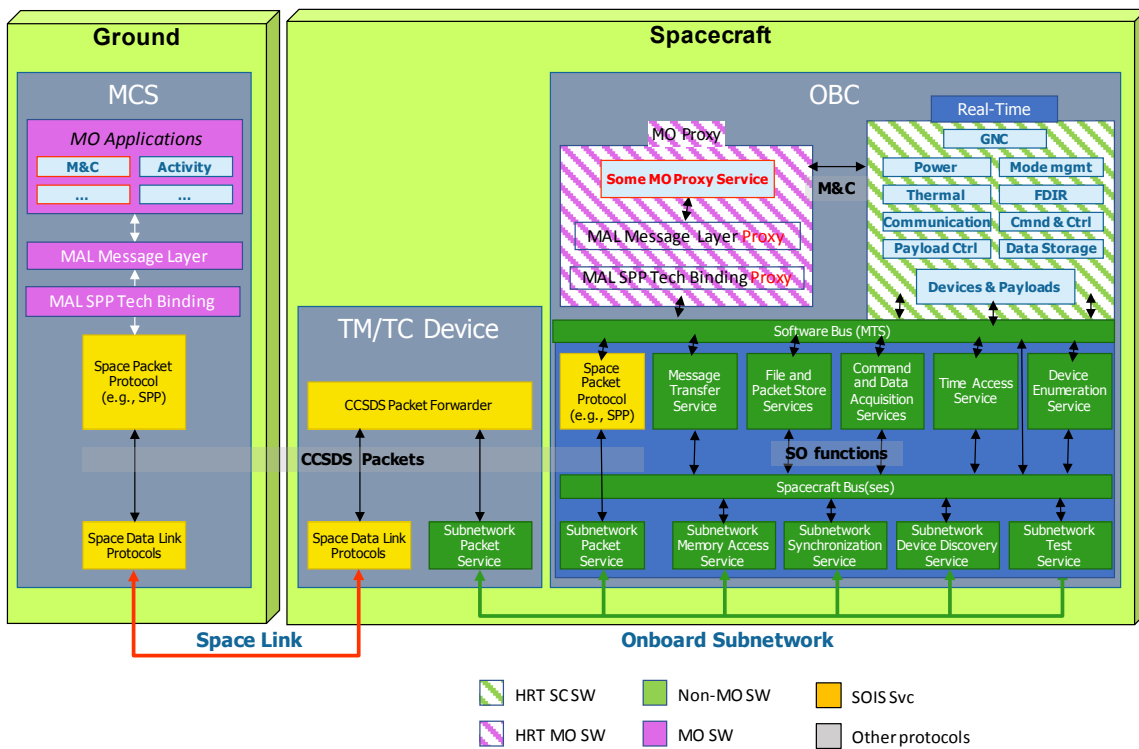 Ground
Spacecraft
MCS
MO Applications
M&C
Activity
...
...
MAL Message Layer
MAL SPP Tech Binding
Space Packet
Protocol
(e.g., SPP)
Space Data Link
Protocols
TM/TC Device
CCSDS Packet Forwarder
CCSDS Packets
Space Data Link
Protocols
Subnetwork
Packet
Service
OBC
MO Proxy
Some MO Proxy Service
MAL Message Layer Proxy
MAL SPP Tech Binding Proxy
M&C
Real-Time
GNC
Power
Mode mgmt
Thermal
FDIR
Communication
Cmnd & Ctrl
Payload Ctrl
Data Storage
Devices & Payloads
Software Bus (MTS)
Space Packet
Protocol
(e.g., SPP)
Message
Transfer
Service
File and
Packet Store
Services
Command
and Data
Acquisition
Services
Time Access
Service
Device
Enumeration
Service
SO functions
Spacecraft Bus(ses)
Subnetwork
Packet
Service
Subnetwork
Memory Access
Service
Subnetwork
Synchronization
Service
Subnetwork
Device Discovery
Service
Subnetwork
Test
Service
Space Link
Onboard Subnetwork
HRT SC SW
Non-MO SW
SOIS Svc
HRT MO SW
MO SW
Other protocols